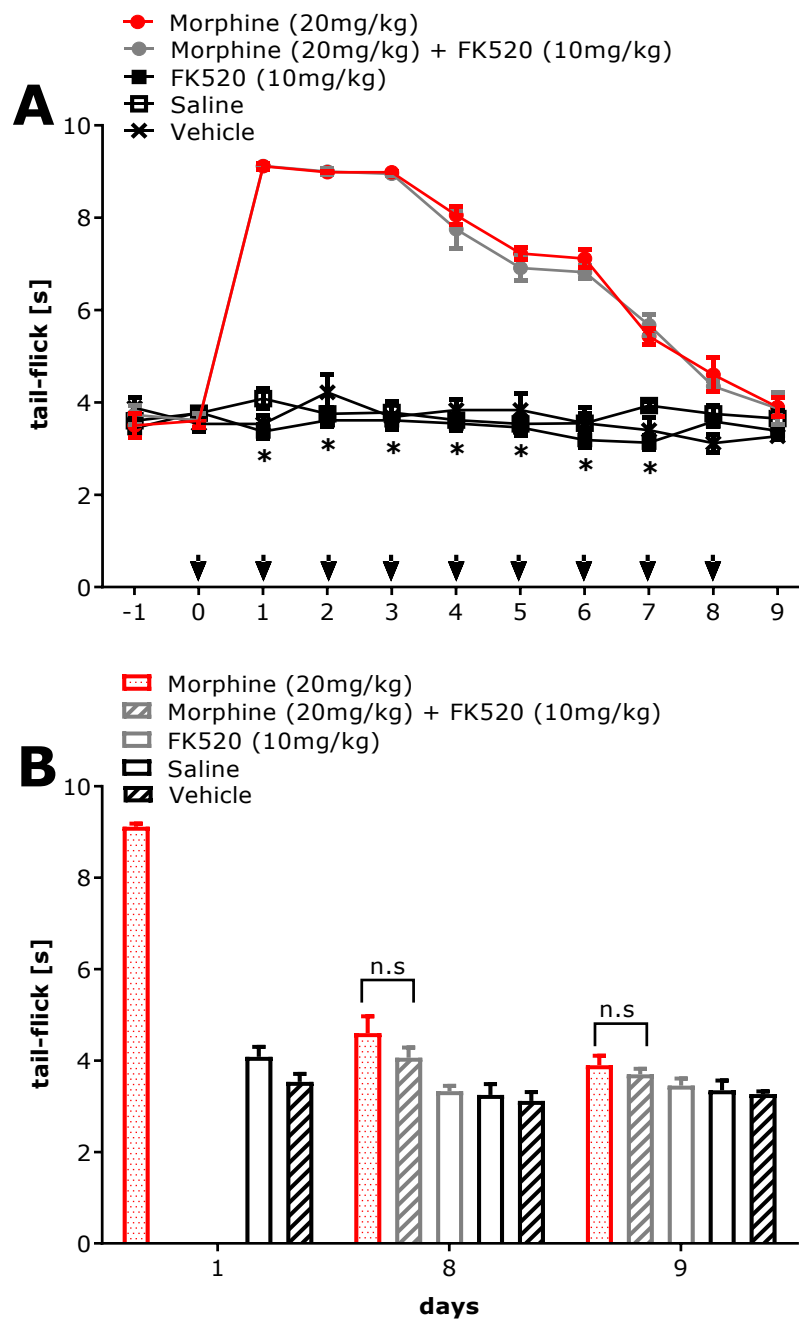 Morphine (20mg/kg)
Morphine (20mg/kg) + FK520 (10mg/kg)
FK520 (10mg/kg)
Saline
Vehicle
A
tail-flick [s]
10
8
6
4
2
0
* * * * * * *
-1 0 1 2 3 4 5 6 7 8 9
Morphine (20mg/kg)
Morphine (20mg/kg) + FK520 (10mg/kg)
FK520 (10mg/kg)
Saline
Vehicle
B
tail-flick [s]
10
8
6
4
2
0
n.s
n.s
1 8 9
days